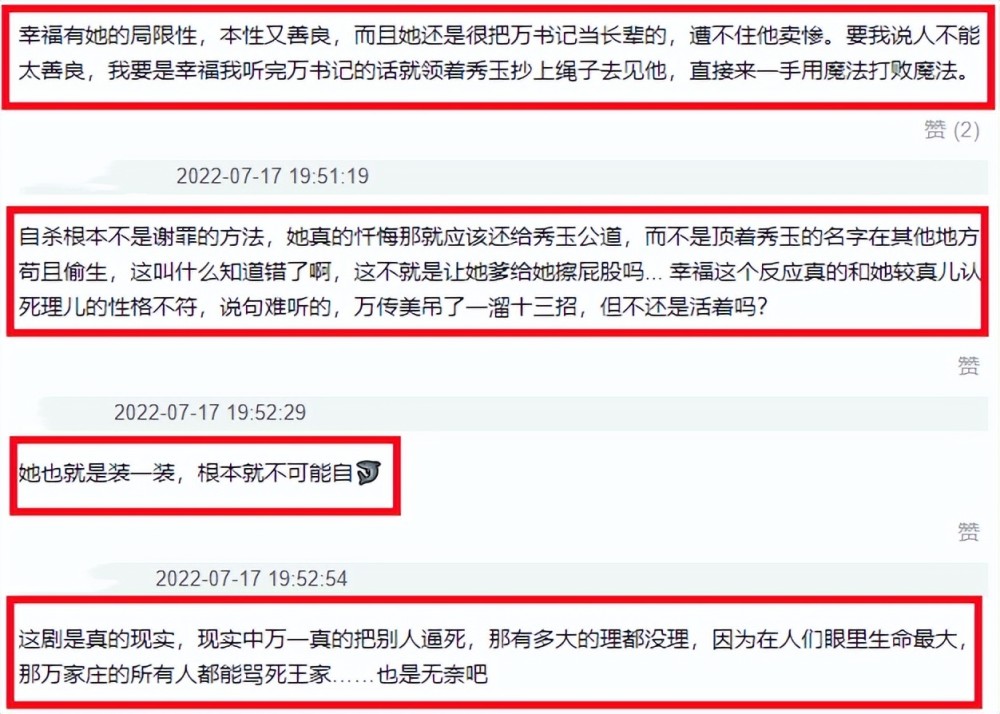 幸福有她的局限性，本性又善良，而且她还是很把万书记当长辈的，遭不住他卖惨。要我说人不能
太善良，我要是幸福我听完万书记的话就领着秀玉抄上绳子去见他，直接来一手用魔法打败魔法。
赞 (2)
2022-07-17 19:51:19
自杀根本不是谢罪的方法，她真的忏悔那就应该还给秀玉公道，而不是顶着秀玉的名字在其他地方
苟且偷生，这叫什么知道错了啊，这不就是让她爹给她擦屁股吗... 幸福这个反应真的和她较真儿认
死理儿的性格不符，说句难听的，万传美吊了一溜十三招，但不还是活着吗？
赞
2022-07-17 19:52:29
她也就是装一装，根本就不可能自
赞
2022-07-17 19:52:54
这剧是真的现实，现实中万一真的把别人逼死，那有多大的理都没理，因为在人们眼里生命最大，
那万家庄的所有人都能骂死王家……也是无奈吧